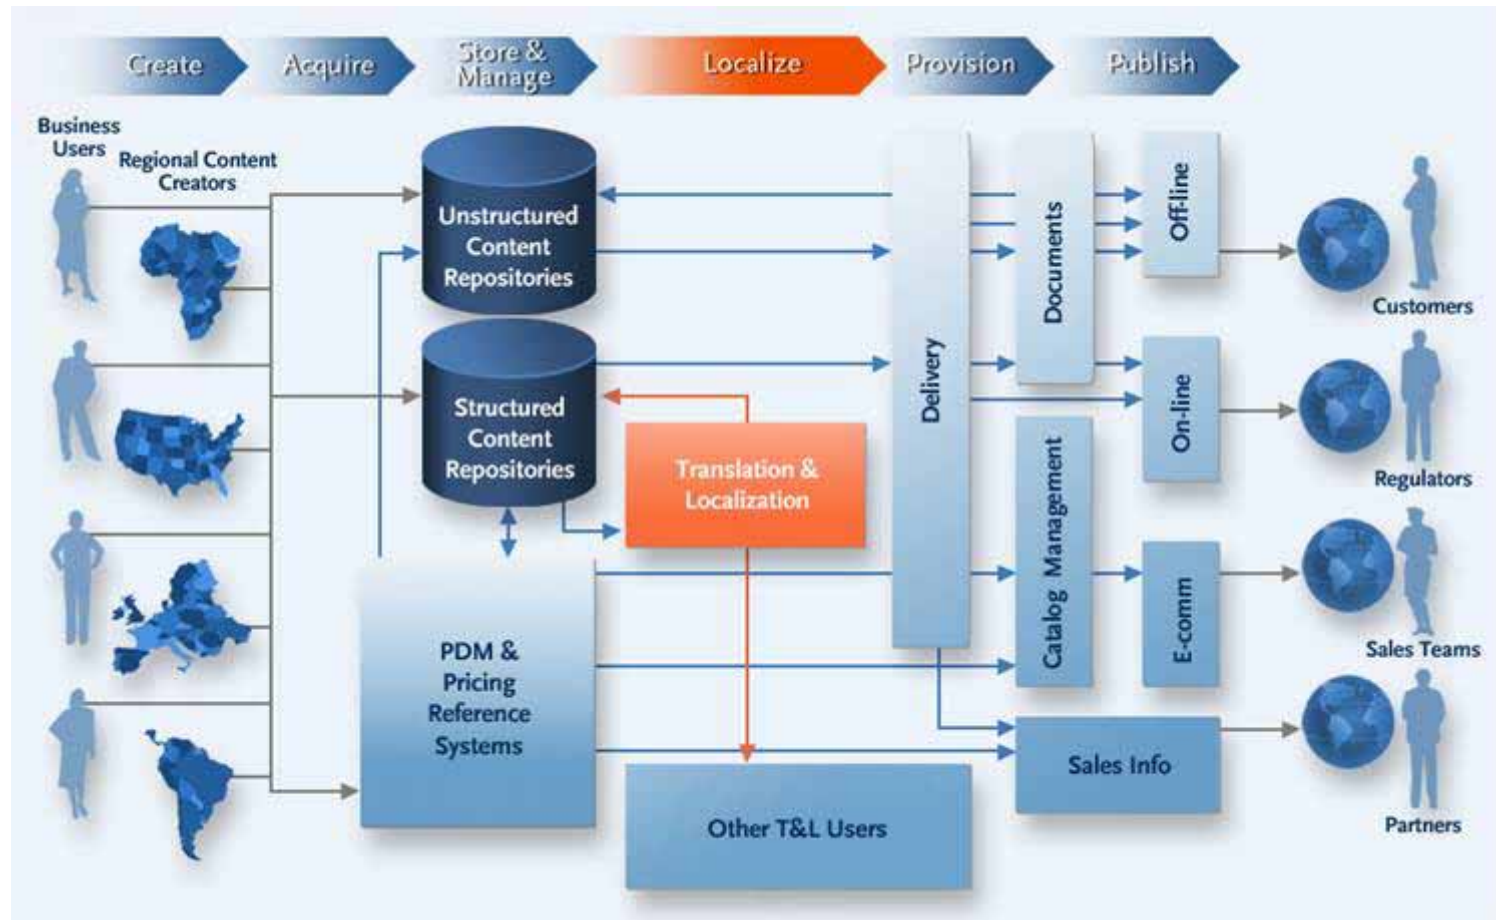 Create
Acquire
Store &
Manage
Localize
Provision
Publish
Business
Users
Regional Content
Creators
Unstructured
Content
Repositories
Structured
Content
Repositories
Translation &
Localization
PDM &
Pricing
Reference
Systems
Other T&L Users
Delivery
Documents
Catalog Management
Off-line
On-line
E-comm
Sales Info
Customers
Regulators
Sales Teams
Partners